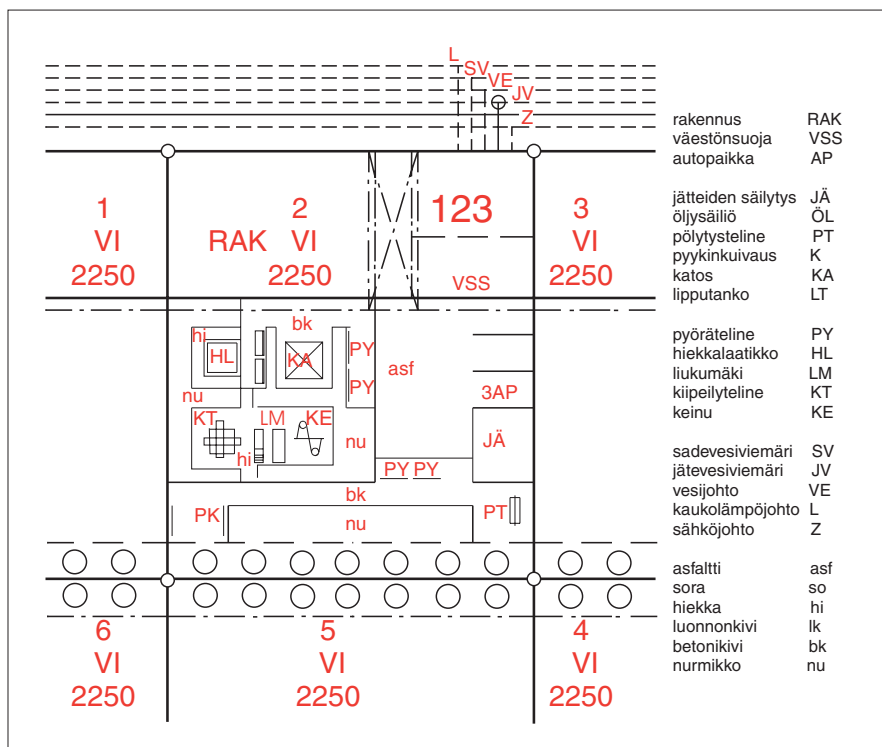 L
SV
VE
JV
Z
1
VI
2250
RAK
2
VI
2250
123
VSS
3
VI
2250
hi
HL
bk
KA
PY
PY
asf
nu
3AP
KT
LM
KE
hi
nu
JÄ
PY PY
bk
PK
nu
PT
6
VI
2250
5
VI
2250
4
VI
2250
rakennus RAK
väestönsuoja VSS
autopaikka AP
jätteiden säilytys JÄ
öljysäiliö ÖL
pölytysteline PT
pyykinkuivaus K
katos KA
lipputanko LT
pyöräteline PY
hiekkalaatikko HL
liukumäki LM
kiipeilyteline KT
keinu KE
sadevesiviemäri SV
jätevesiviemäri JV
vesijohto VE
kaukolämpöjohto L
sähköjohto Z
asfaltti asf
sora so
hiekka hi
luonnonkivi lk
betonikivi bk
nurmikko nu